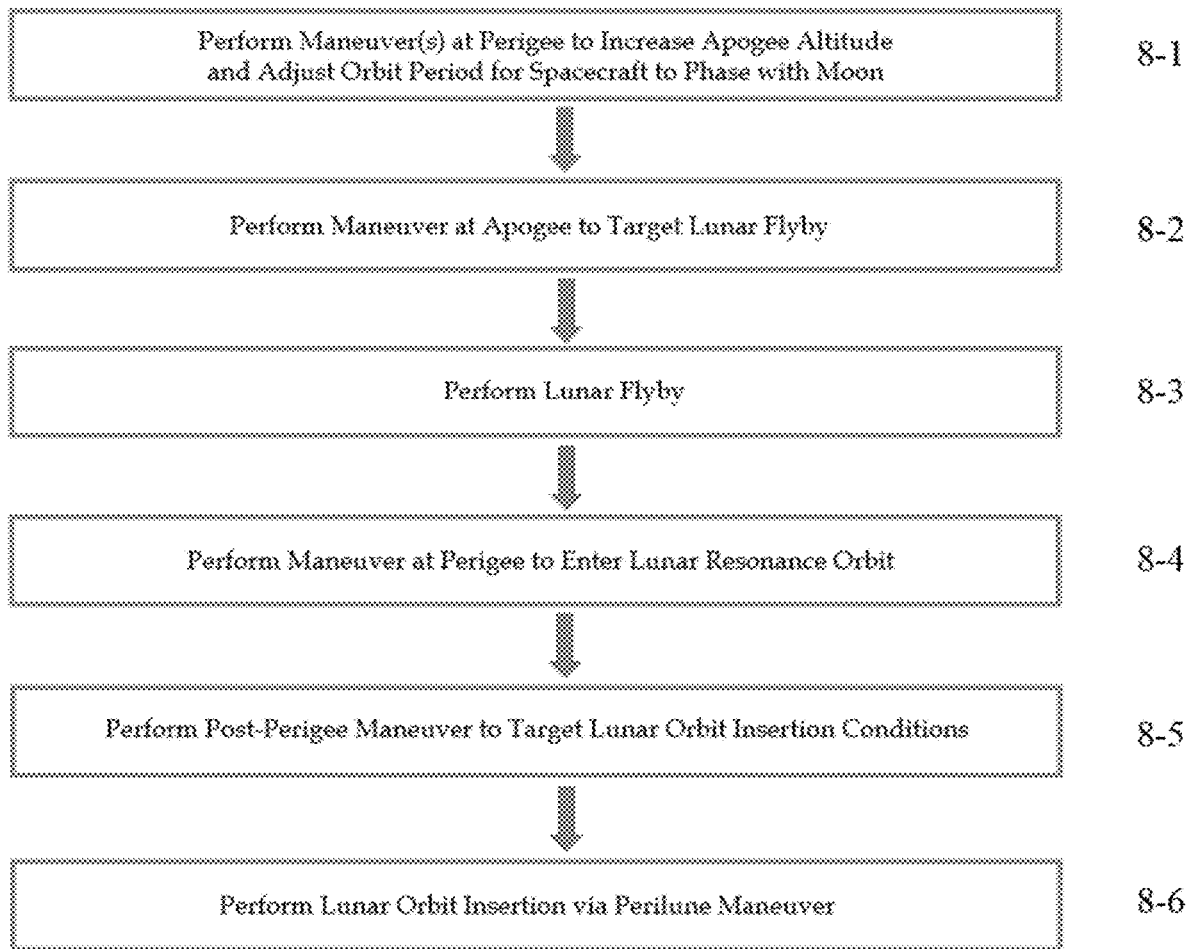 Perform Maneuver(s) at Perigee to Increase Apogee Altitude
and Adjust Orbit Period for Spacecraft to Phase with Moon
8-1
Perform Maneuver at Apogee to Target Lunar Flyby
8-2
Perform Lunar Flyby
8-3
Perform Maneuver at Perigee to Enter Lunar Resonance Orbit
8-4
Perform Post-Perigee Maneuver to Target Lunar Orbit Insertion Conditions
8-5
Perform Lunar Orbit Insertion via Perilune Maneuver
8-6